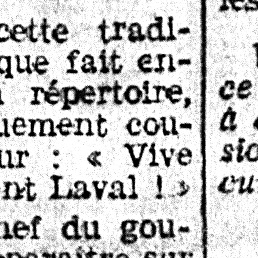 cette tradi-
que fait en-
répertoire,
uement cou-
ur : « Vive
nt Laval ! »
hef du gou-
ce
à
sio
cu